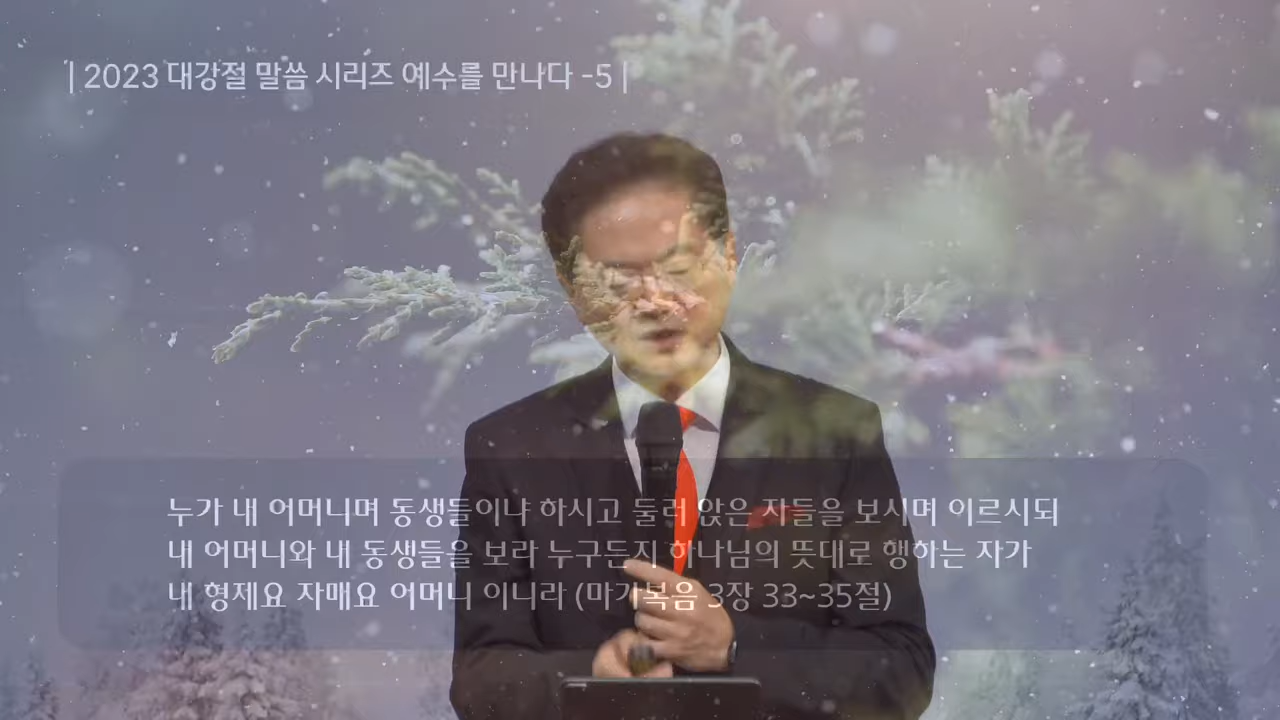 | 2023 대강절 말씀 시리즈 예수를 만나다 -5 |
누가 내 어머니며 동생들이냐 하시고 둘러 앉은 자들을 보시며 이르시되
내 어머니와 내 동생들을 보라 누구든지 하나님의 뜻대로 행하는 자가
내 형제요 자매요 어머니 이니라 (마가복음 3장 33~35절)